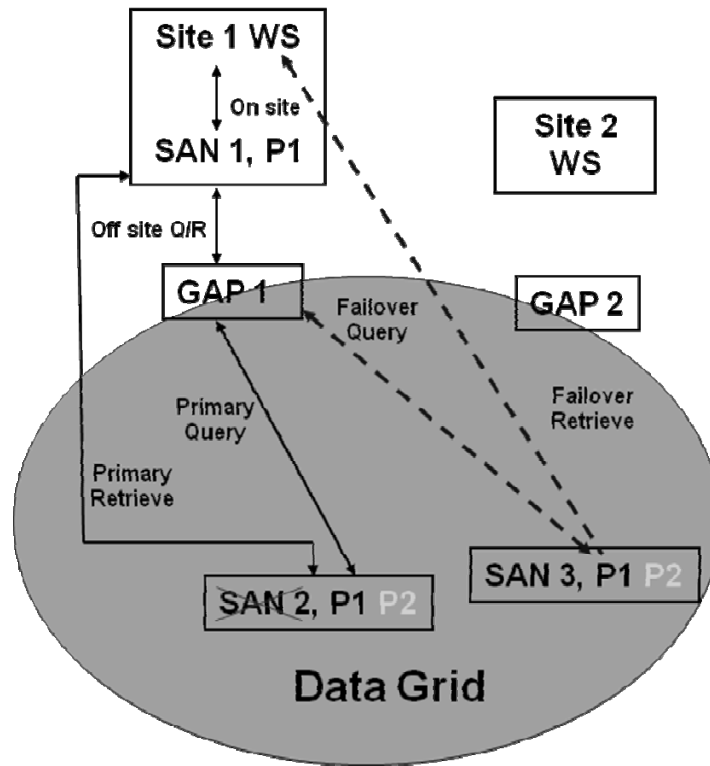 Site 1 WS
On site
SAN 1, P1
Site 2
WS
Off site Q/R
GAP 1
GAP 2
Failover
Query
Failover
Retrieve
Primary
Query
Primary
Retrieve
SAN 2, P1 P2
SAN 3, P1 P2
Data Grid